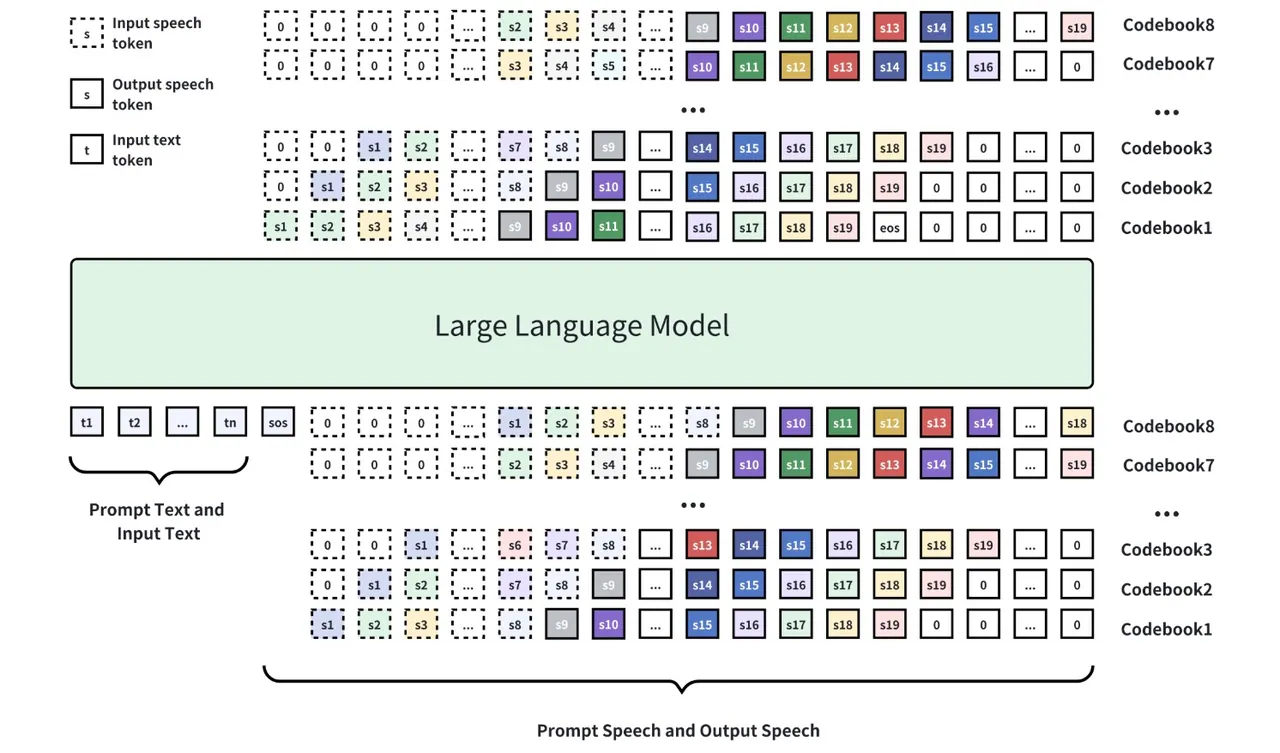 s Input speech token
s Output speech token
t Input text token
0 0 0 0 ... s2 s3 s4 ... s9 s10 s11 s12 s13 s14 s15 ... s19 Codebook8
0 0 0 0 ... s3 s4 s5 ... s10 s11 s12 s13 s14 s15 s16 ... 0 Codebook7
... ...
0 0 s1 s2 ... s7 s8 s9 ... s14 s15 s16 s17 s18 s19 0 ... 0 Codebook3
0 s1 s2 s3 ... s8 s9 s10 ... s15 s16 s17 s18 s19 0 0 ... 0 Codebook2
s1 s2 s3 s4 ... s9 s10 s11 ... s16 s17 s18 s19 eos 0 0 ... 0 Codebook1
Large Language Model
t1 t2 ... tn sos 0 0 0 ... s1 s2 s3 ... s8 s9 s10 s11 s12 s13 s14 ... s18 Codebook8
0 0 0 ... s2 s3 s4 ... s9 s10 s11 s12 s13 s14 s15 ... s19 Codebook7
... ...
Prompt Text and
Input Text
0 0 s1 ... s6 s7 s8 ... s13 s14 s15 s16 s17 s18 s19 ... 0 Codebook3
0 s1 s2 ... s7 s8 s9 ... s14 s15 s16 s17 s18 s19 0 ... 0 Codebook2
s1 s2 s3 ... s8 s9 s10 ... s15 s16 s17 s18 s19 0 0 ... 0 Codebook1
Prompt Speech and Output Speech